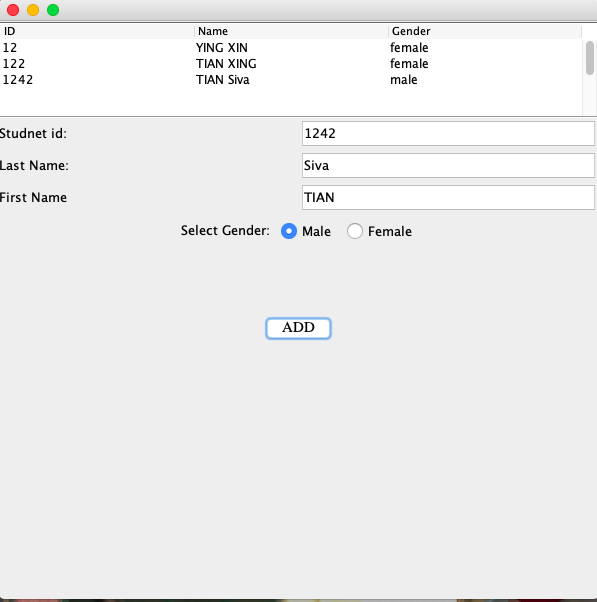 ID Name Gender
12 YING XIN female
122 TIAN XING female
1242 TIAN Siva male
Studnet id: 1242
Last Name: Siva
First Name TIAN
Select Gender: Male Female
ADD